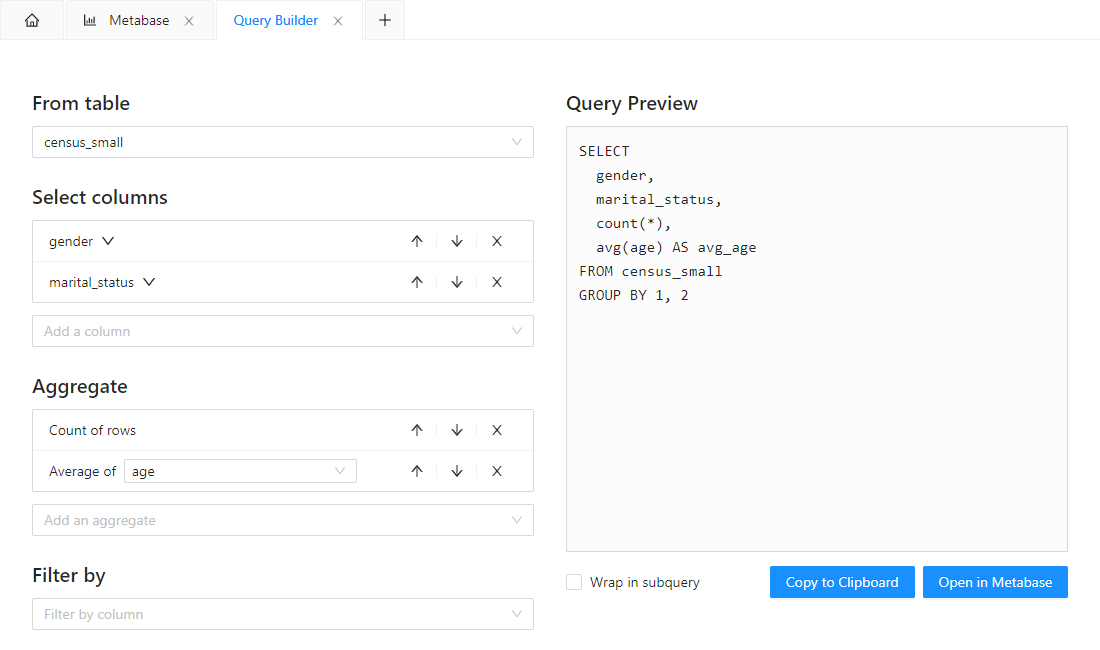 Metabase
Query Builder
From table
census_small
Select columns
gender
marital_status
Add a column
Aggregate
Count of rows
Average of age
Add an aggregate
Filter by
Filter by column
Query Preview
SELECT
gender,
marital_status,
count(*),
avg(age) AS avg_age
FROM census_small
GROUP BY 1, 2
Wrap in subquery
Copy to Clipboard
Open in Metabase